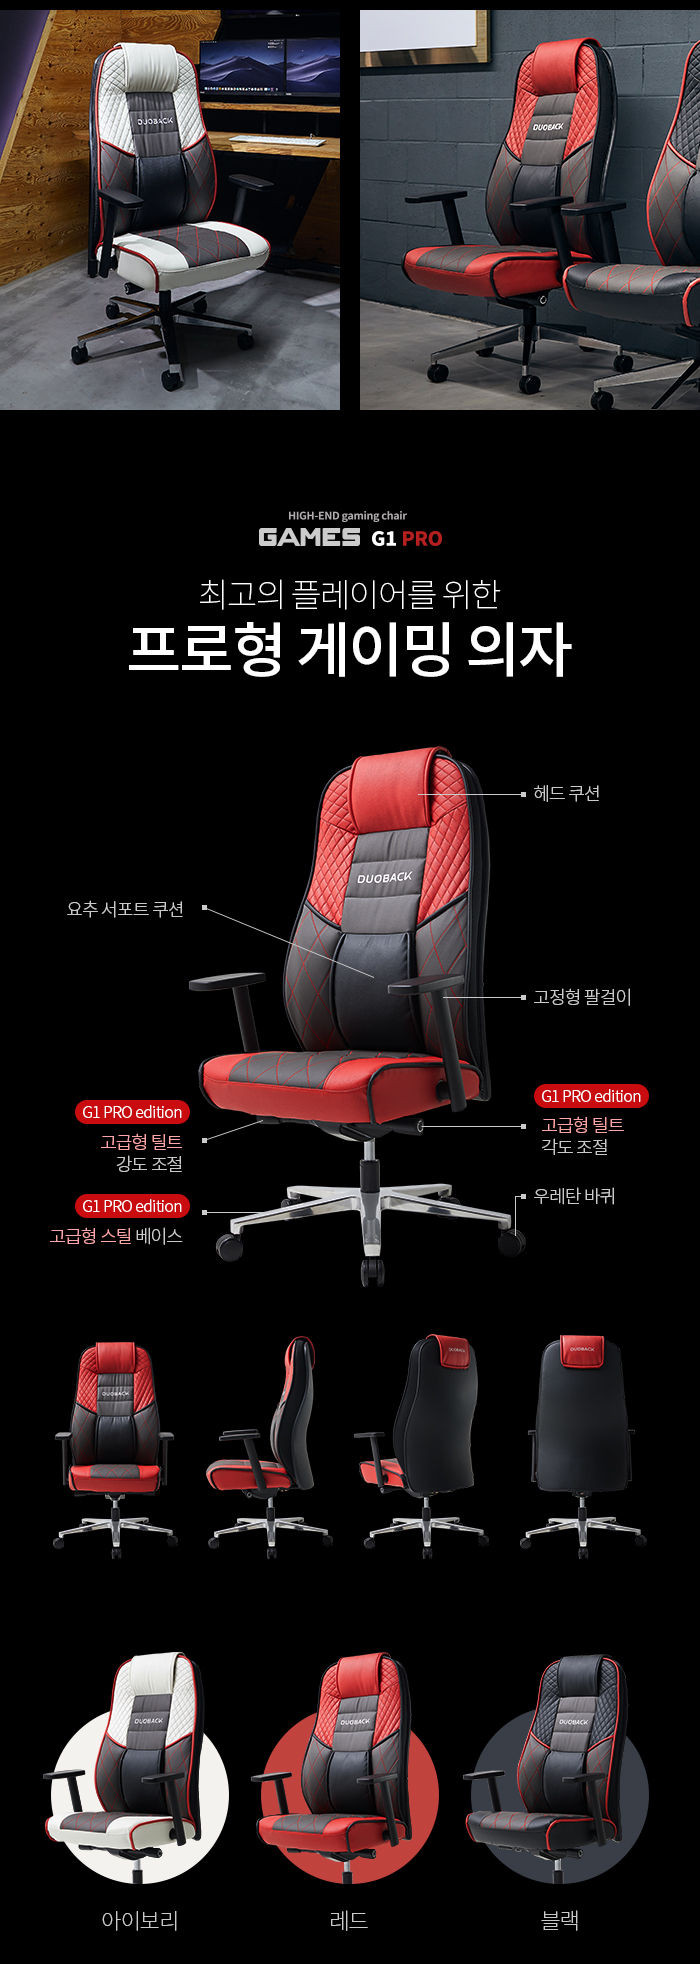 DUOBACK
DUOBACK
HIGH-END gaming chair
GAMES G1 PRO
최고의 플레이어를 위한
프로형 게이밍 의자
헤드 쿠션
DUOBACK
요추 서포트 쿠션
고정형 팔걸이
G1 PRO edition
고급형 틸트
각도 조절
G1 PRO edition
고급형 틸트
강도 조절
우레탄 바퀴
G1 PRO edition
고급형 스틸 베이스
DUOBACK
DUOBACK
DUOBACK
DUOBACK
DUOBACK
DUOBACK
아이보리
레드
블랙